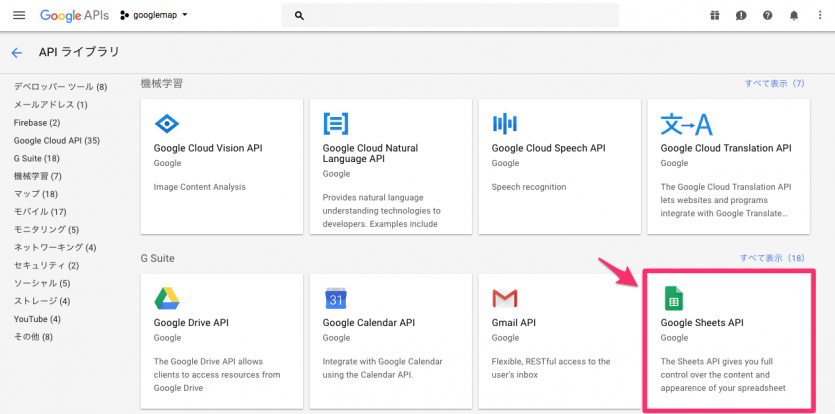 Google APIs googlemap
API ライブラリ
デベロッパー ツール (8)
メールアドレス (1)
Firebase (2)
Google Cloud API (35)
G Suite (18)
機械学習 (7)
マップ (18)
モバイル (17)
モニタリング (5)
ネットワーキング (4)
セキュリティ (2)
ソーシャル (5)
ストレージ (4)
YouTube (4)
その他 (8)
機械学習
すべて表示（7）
Google Cloud Vision API
Google
Image Content Analysis
Google Cloud Natural
Language API
Google
Provides natural language
understanding technologies to
developers. Examples include
Google Cloud Speech API
Google
Speech recognition
文→A
Google Cloud Translation API
Google
The Google Cloud Translation API
lets websites and programs
integrate with Google Translate…
G Suite
すべて表示（18）
Google Drive API
Google
The Google Drive API allows
clients to access resources from
Google Drive
31
Google Calendar API
Google
Integrate with Google Calendar
using the Calendar API.
Gmail API
Google
Flexible, RESTful access to the
user's inbox
Google Sheets API
Google
The Sheets API gives you full
control over the content and
appearence of your spreadsheet